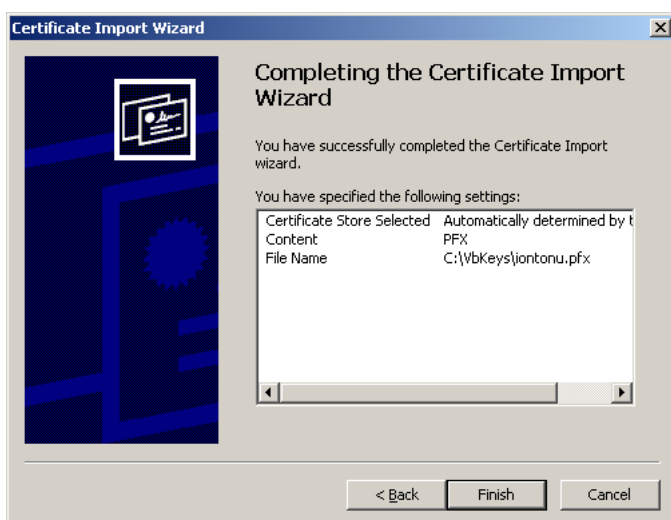 Certificate Import Wizard
Completing the Certificate Import
Wizard
You have successfully completed the Certificate Import
wizard.
You have specified the following settings:
Certificate Store Selected Automatically determined by t
Content PFX
File Name C:\VbKeys\iontonu.pfx
< Back Finish Cancel